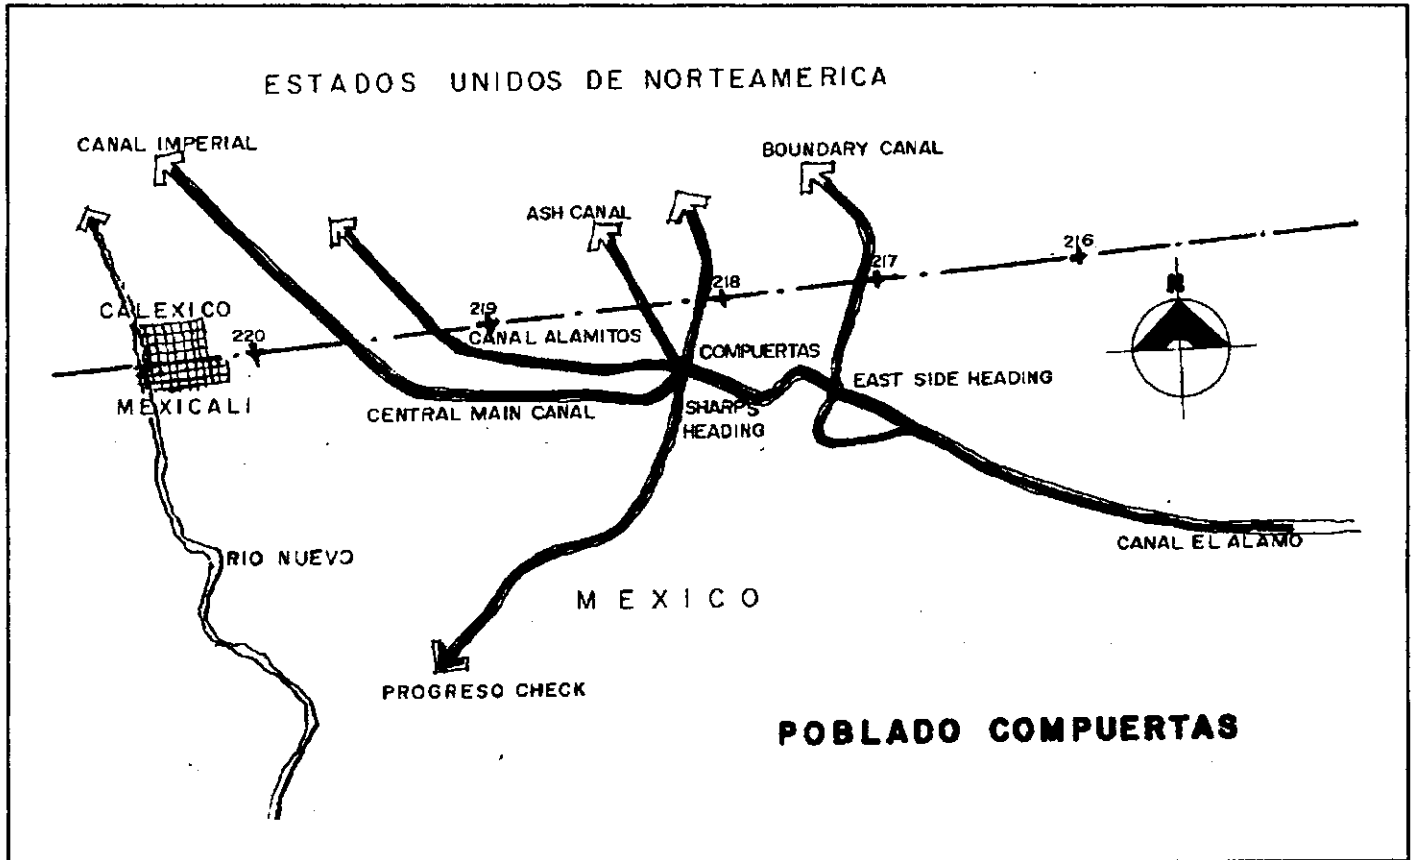 ESTADOS UNIDOS DE NORTEAMERICA
CANAL IMPERIAL
BOUNDARY CANAL
ASH CANAL
216
217
218
219
220
CALEXICO
CANAL ALAMITOS
COMPUERTAS
EAST SIDE HEADING
MEXICALI
CENTRAL MAIN CANAL
SHARPS
HEADING
N
CANAL EL ALAMO
RIO NUEVO
MEXICO
PROGRESO CHECK
POBLADO COMPUERTAS